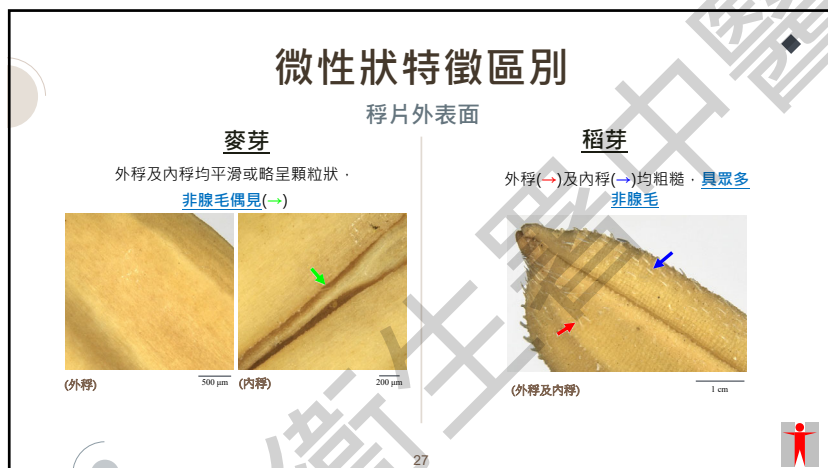 微性狀特徵區別
稃片外表面
麥芽
外稃及內稃均平滑或略呈顆粒狀，
非腺毛偶見(→)
(外稃)
500 μm
(內稃)
200 μm
稻芽
外稃(→)及內稃(→)均粗糙，具眾多
非腺毛
(外稃及內稃)
1 cm
27
衛生署中醫